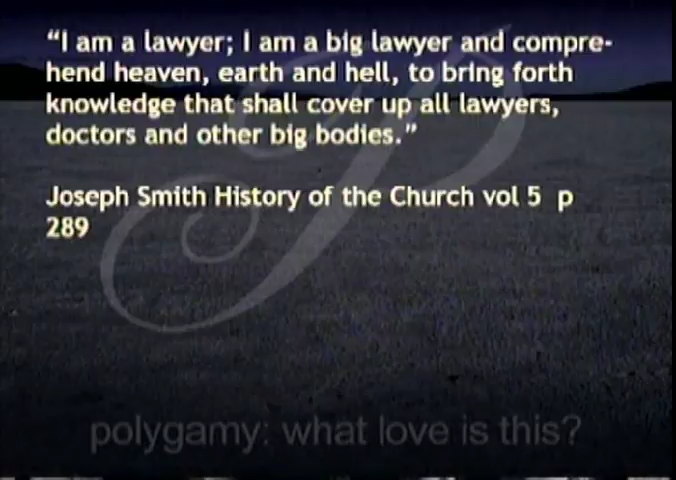 “I am a lawyer; I am a big lawyer and compre-
hend heaven, earth and hell, to bring forth
knowledge that shall cover up all lawyers,
doctors and other big bodies.”
Joseph Smith History of the Church vol 5 p
289
polygamy: what love is this?